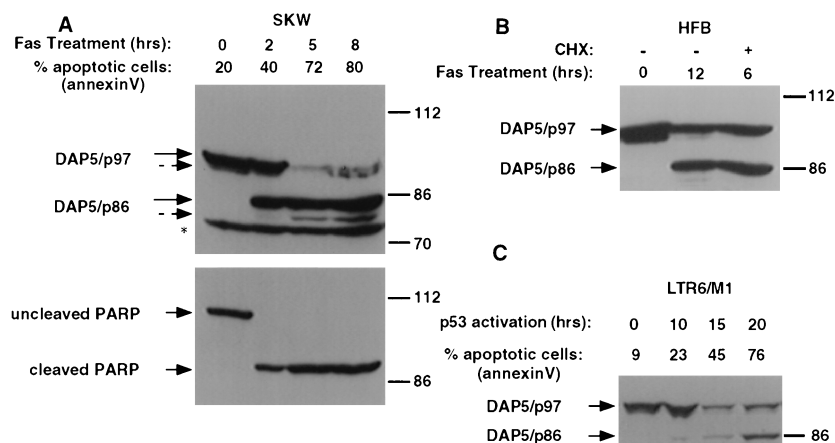 A
SKW
Fas Treatment (hrs): 0 2 5 8
% apoptotic cells: 20 40 72 80
(annexinV)
112
DAP5/p97
86
DAP5/p86
*
70
112
uncleaved PARP
cleaved PARP
86
B
HFB
CHX: - - +
Fas Treatment (hrs): 0 12 6
112
DAP5/p97
DAP5/p86
86
C
LTR6/M1
p53 activation (hrs): 0 10 15 20
% apoptotic cells: 9 23 45 76
(annexinV)
DAP5/p97
DAP5/p86
86